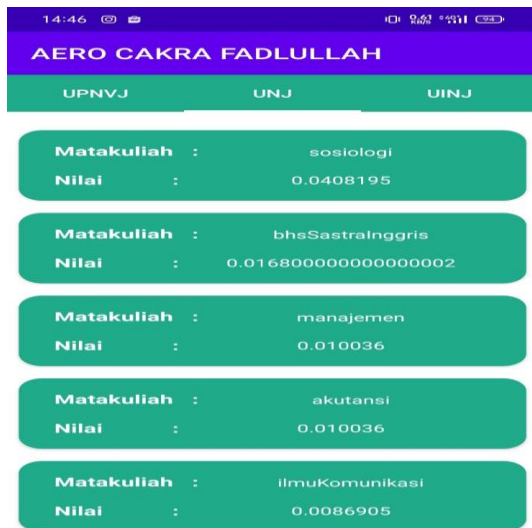 14:46
AERO CAKRA FADLULLAH
UPNVJ UNJ UINJ
Matakuliah : sosiologi
Nilai : 0.0408195
Matakuliah : bhsSastraInggris
Nilai : 0.016800000000000002
Matakuliah : manajemen
Nilai : 0.010036
Matakuliah : akutansi
Nilai : 0.010036
Matakuliah : ilmuKomunikasi
Nilai : 0.0086905